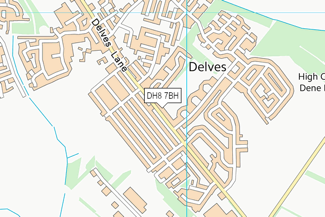 Delves Lane
DH8 7BH
Delves
High
Dene